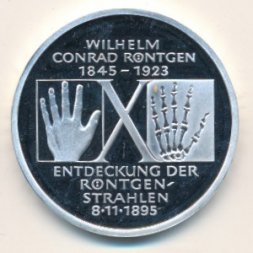 WILHELM
CONRAD RÖNTGEN
1845 – 1923
X
ENTDECKUNG DER
RÖNTGEN-
STRAHLEN
8·11·1895